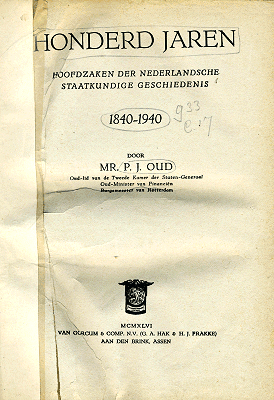 HONDERD JAREN
HOOFDZAKEN DER NEDERLANDSCHE
STAATKUNDIGE GESCHIEDENIS
1840-1940
933
DOOR
MR. P. J. OUD
Oud-lid van de Tweede Kamer der Staten-Generaal
Oud-Minister van Financiën
Burgemeester van Rotterdam
MCMXLVI
VAN GORCUM & COMP. N.V. (G. A. HAK & H. J. PRAKKE)
AAN DEN BRINK, ASSEN